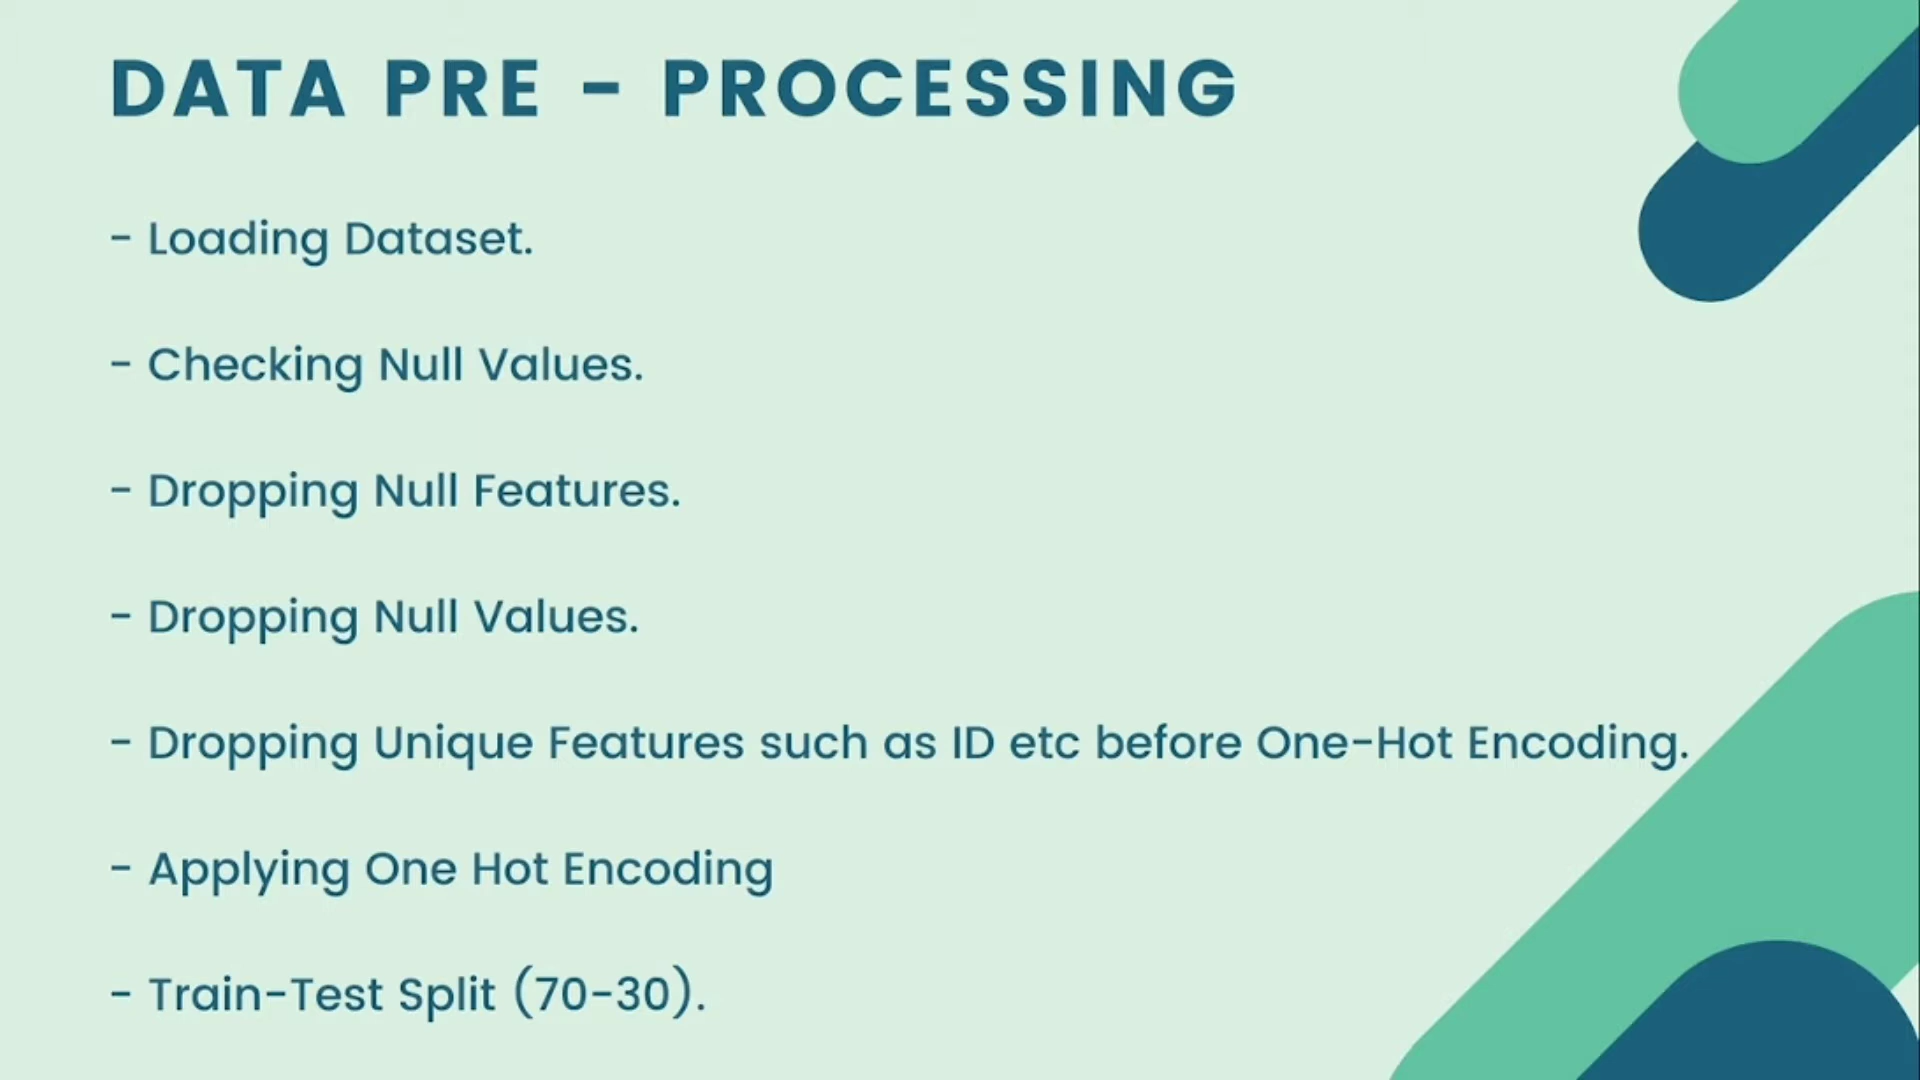 DATA PRE - PROCESSING
- Loading Dataset.
- Checking Null Values.
- Dropping Null Features.
- Dropping Null Values.
- Dropping Unique Features such as ID etc before One-Hot Encoding.
- Applying One Hot Encoding
- Train-Test Split (70-30).